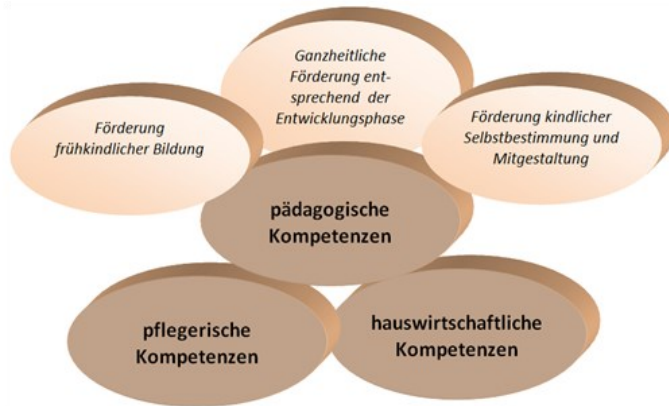 Ganzheitliche
Förderung ent-
sprechend der
Entwicklungsphase
Förderung
frühkindlicher Bildung
Förderung kindlicher
Selbstbestimmung und
Mitgestaltung
pädagogische
Kompetenzen
pflegerische
Kompetenzen
hauswirtschaftliche
Kompetenzen